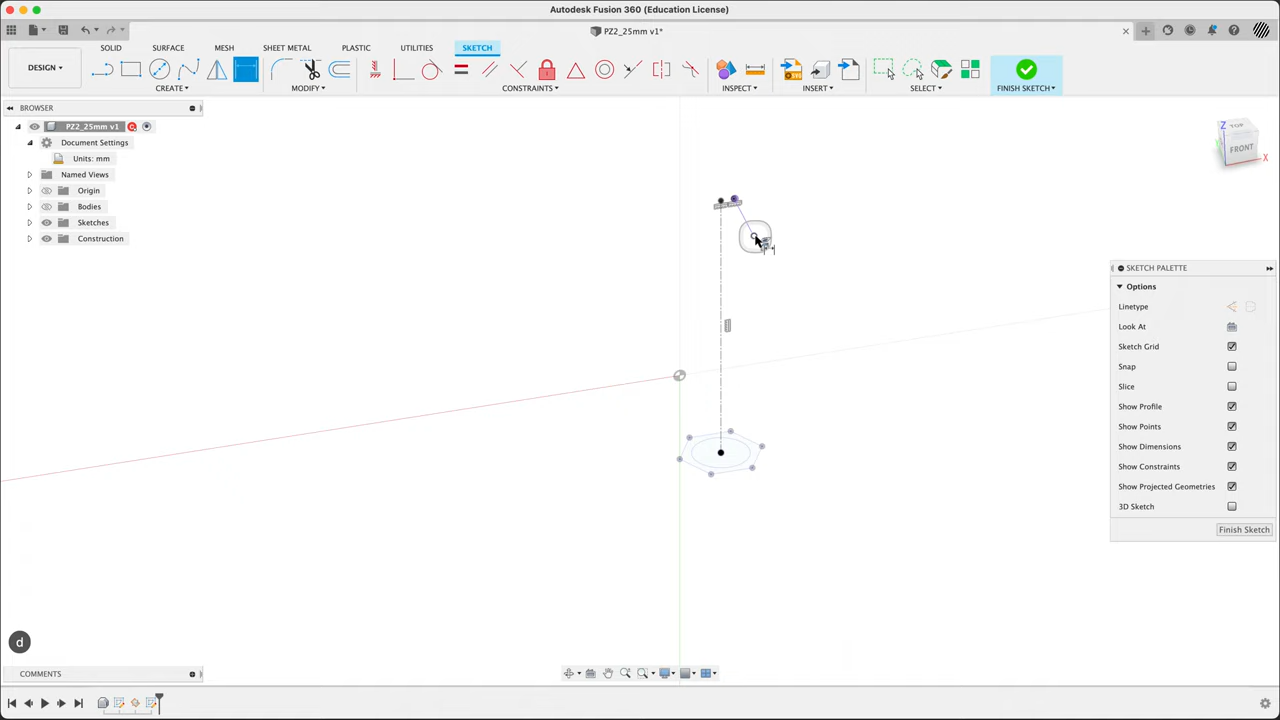 Autodesk Fusion 360 (Education License)
PZ2_25mm v1*
SOLID SURFACE MESH SHEET METAL PLASTIC UTILITIES SKETCH
DESIGN
CREATE MODIFY CONSTRAINTS INSPECT INSERT SELECT FINISH SKETCH
BROWSER
PZ2_25mm v1
Document Settings
Units: mm
Named Views
Origin
Bodies
Sketches
Construction
TOP
FRONT
Z
X
SKETCH PALETTE
Options
Linetype
Look At
Sketch Grid
Snap
Slice
Show Profile
Show Points
Show Dimensions
Show Constraints
Show Projected Geometries
3D Sketch
Finish Sketch
d
COMMENTS